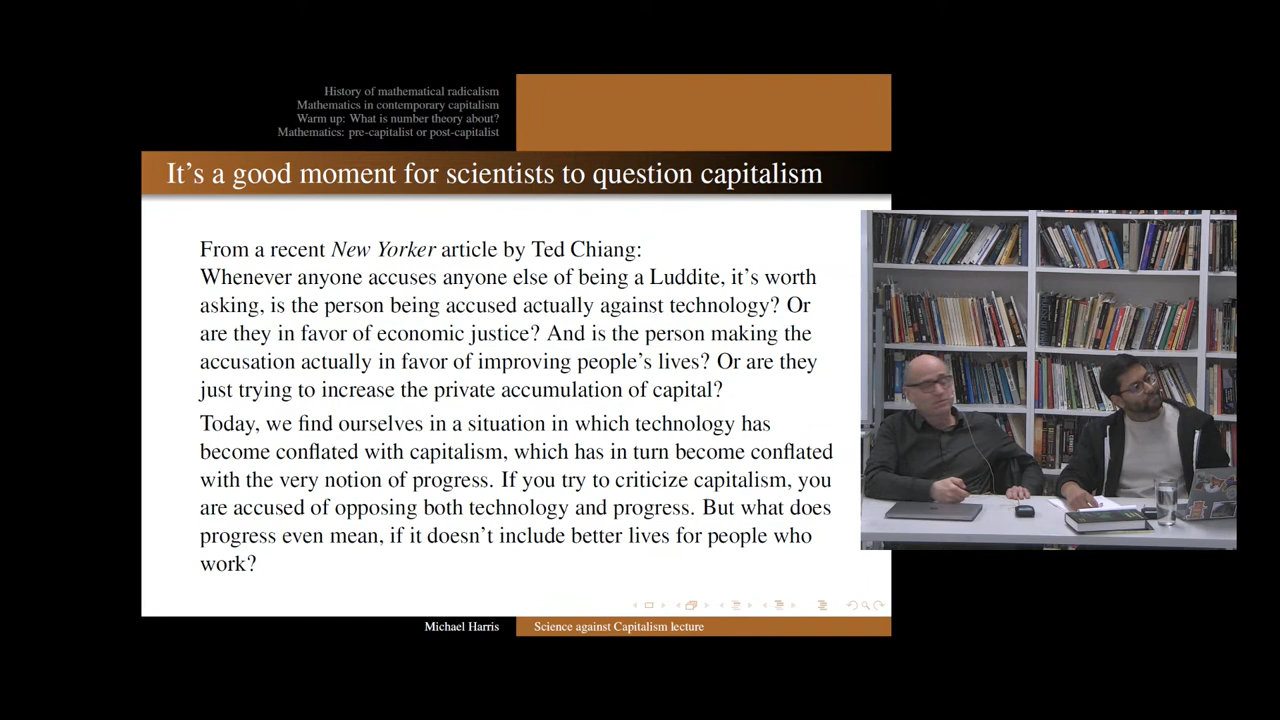 History of mathematical radicalism
Mathematics in contemporary capitalism
Warm up: What is number theory about?
Mathematics: pre-capitalist or post-capitalist
It's a good moment for scientists to question capitalism
From a recent New Yorker article by Ted Chiang:
Whenever anyone accuses anyone else of being a Luddite, it's worth
asking, is the person being accused actually against technology? Or
are they in favor of economic justice? And is the person making the
accusation actually in favor of improving people's lives? Or are they
just trying to increase the private accumulation of capital?
Today, we find ourselves in a situation in which technology has
become conflated with capitalism, which has in turn become conflated
with the very notion of progress. If you try to criticize capitalism, you
are accused of opposing both technology and progress. But what does
progress even mean, if it doesn't include better lives for people who
work?
Michael Harris
Science against Capitalism lecture